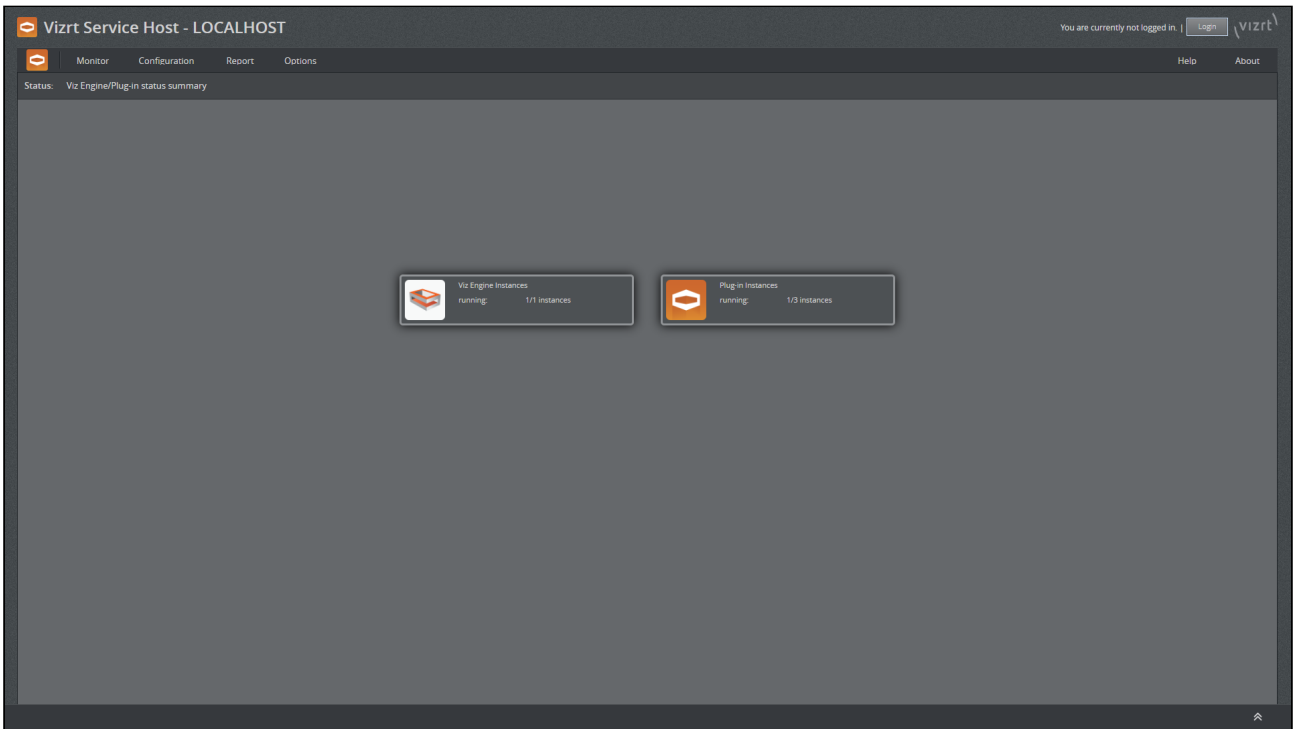 Vizrt Service Host - LOCALHOST
You are currently not logged in. | Login vizrt
Monitor Configuration Report Options Help About
Status: Viz Engine/Plug-in status summary
Viz Engine Instances
running: 1/1 instances
Plug-in Instances
running: 1/3 instances